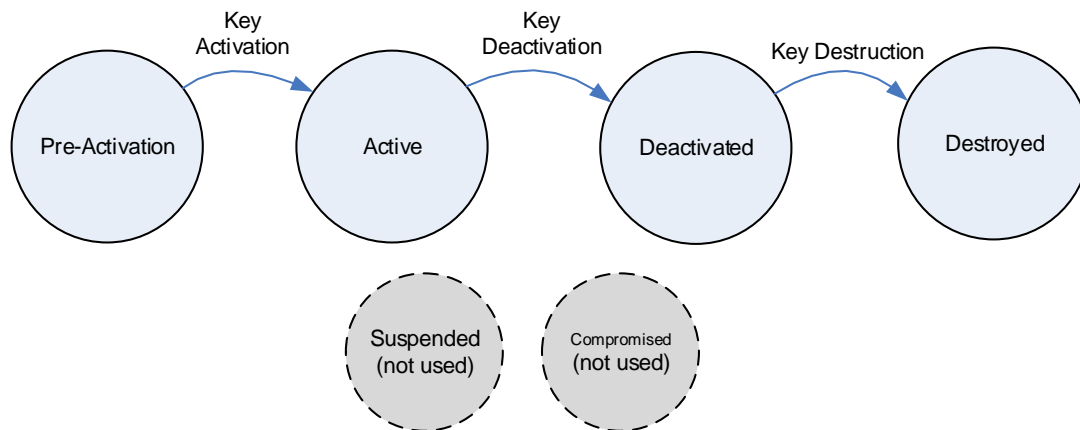 Key
Activation
Key
Deactivation
Key Destruction
Pre-Activation
Active
Deactivated
Destroyed
Suspended
(not used)
Compromised
(not used)